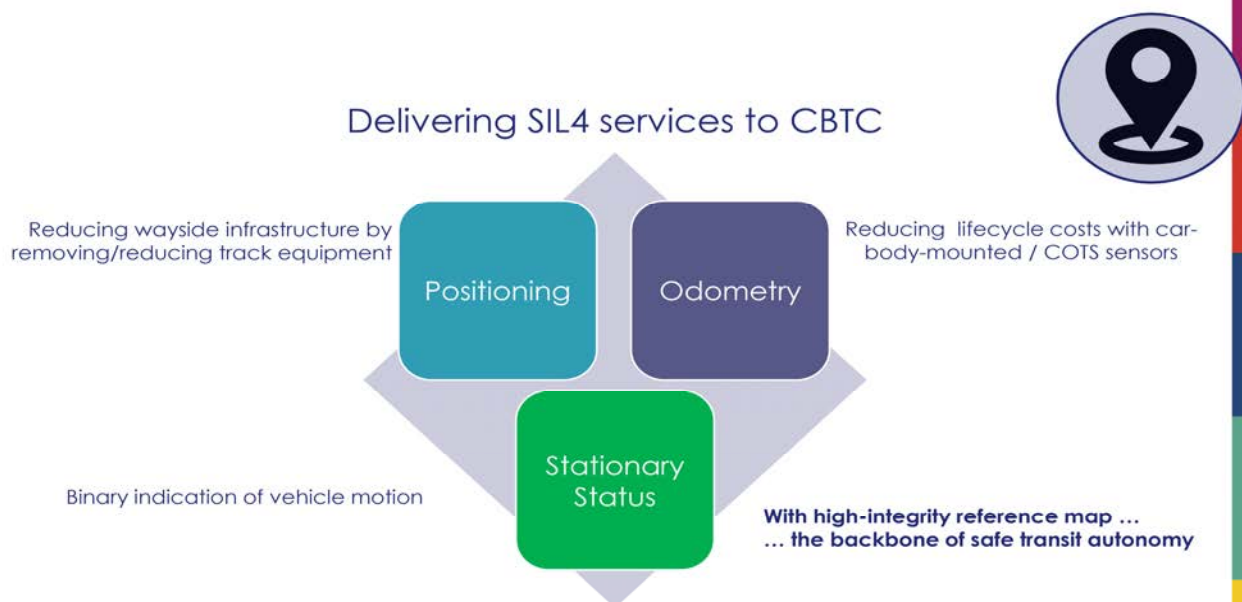 Delivering SIL4 services to CBTC
Reducing wayside infrastructure by
removing/reducing track equipment
Positioning
Odometry
Reducing lifecycle costs with car-
body-mounted / COTS sensors
Stationary
Status
Binary indication of vehicle motion
With high-integrity reference map ...
... the backbone of safe transit autonomy